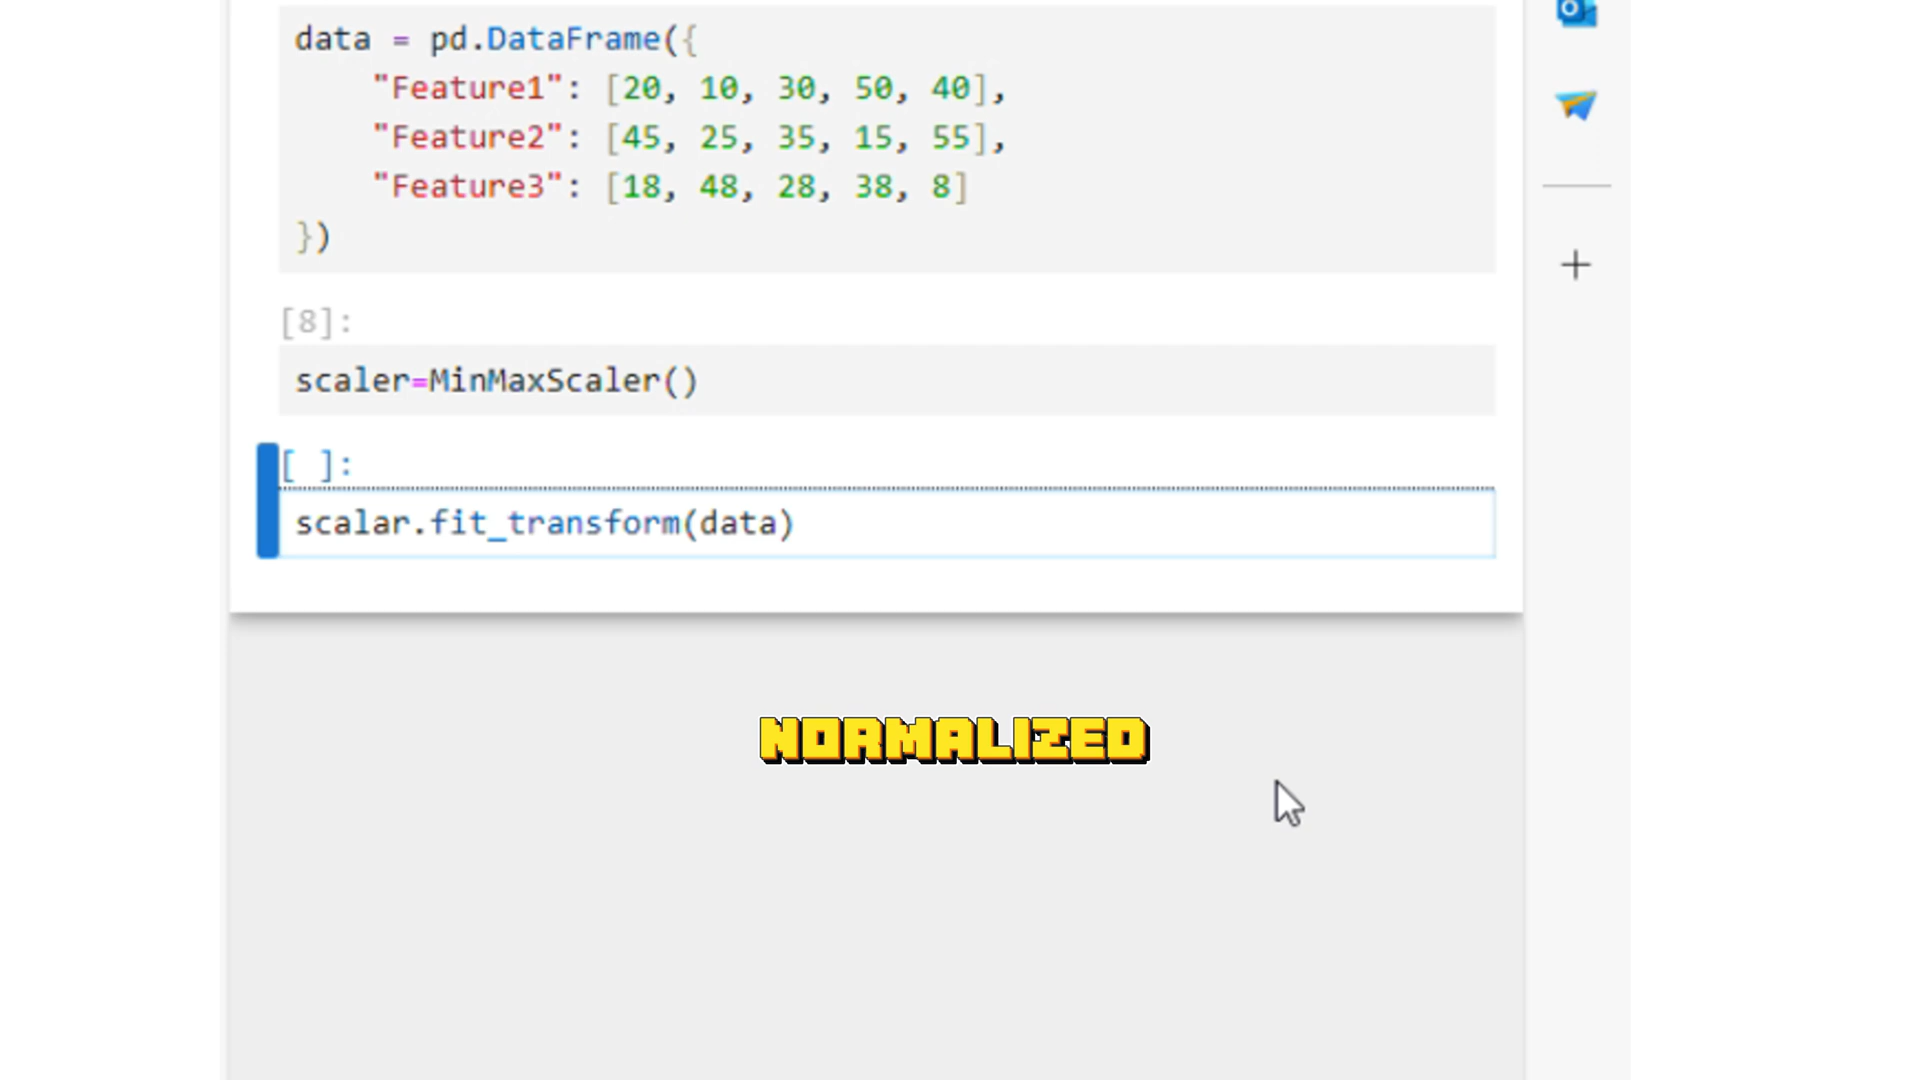 data = pd.DataFrame({
    "Feature1": [20, 10, 30, 50, 40],
    "Feature2": [45, 25, 35, 15, 55],
    "Feature3": [18, 48, 28, 38, 8]
})
[8]:
scaler=MinMaxScaler()
[ ]:
scalar.fit_transform(data)
NORMALIZED